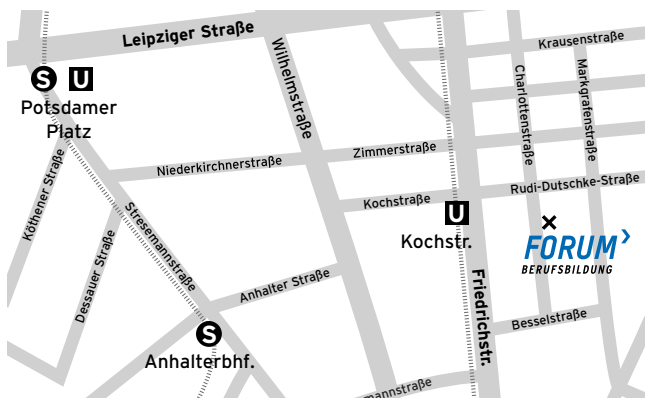 Leipziger Straße
Krausenstraße
S U
Potsdamer
Platz
Wilhelmstraße
Charlottenstraße
Markgrafenstraße
Zimmerstraße
Niederkirchnerstraße
Köthener Straße
Rudi-Dutschke-Straße
Kochstraße
U
Kochstr.
Stresemannstraße
Dessauer Straße
FORUM
BERUFSBILDUNG
Anhalter Straße
Friedrichstr.
Besselstraße
S
Anhalterbhf.
mannstraße